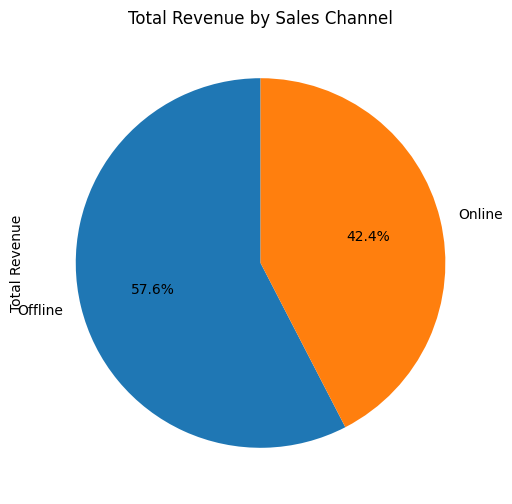 Total Revenue by Sales Channel
Online
42.4%
57.6%
Offline
Total Revenue